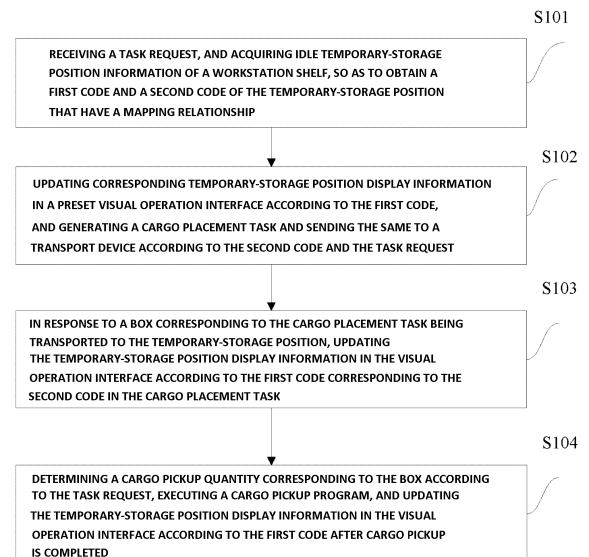 S101
RECEIVING A TASK REQUEST, AND ACQUIRING IDLE TEMPORARY-STORAGE
POSITION INFORMATION OF A WORKSTATION SHELF, SO AS TO OBTAIN A
FIRST CODE AND A SECOND CODE OF THE TEMPORARY-STORAGE POSITION
THAT HAVE A MAPPING RELATIONSHIP
S102
UPDATING CORRESPONDING TEMPORARY-STORAGE POSITION DISPLAY INFORMATION
IN A PRESET VISUAL OPERATION INTERFACE ACCORDING TO THE FIRST CODE,
AND GENERATING A CARGO PLACEMENT TASK AND SENDING THE SAME TO A
TRANSPORT DEVICE ACCORDING TO THE SECOND CODE AND THE TASK REQUEST
S103
IN RESPONSE TO A BOX CORRESPONDING TO THE CARGO PLACEMENT TASK BEING
TRANSPORTED TO THE TEMPORARY-STORAGE POSITION, UPDATING
THE TEMPORARY-STORAGE POSITION DISPLAY INFORMATION IN THE VISUAL
OPERATION INTERFACE ACCORDING TO THE FIRST CODE CORRESPONDING TO THE
SECOND CODE IN THE CARGO PLACEMENT TASK
S104
DETERMINING A CARGO PICKUP QUANTITY CORRESPONDING TO THE BOX ACCORDING
TO THE TASK REQUEST, EXECUTING A CARGO PICKUP PROGRAM, AND UPDATING
THE TEMPORARY-STORAGE POSITION DISPLAY INFORMATION IN THE VISUAL
OPERATION INTERFACE ACCORDING TO THE FIRST CODE AFTER CARGO PICKUP
IS COMPLETED